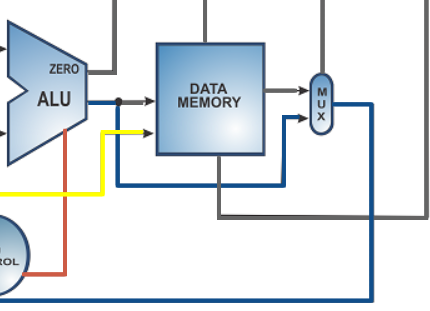 ZERO
ALU
DATA
MEMORY
M
U
X
ROL